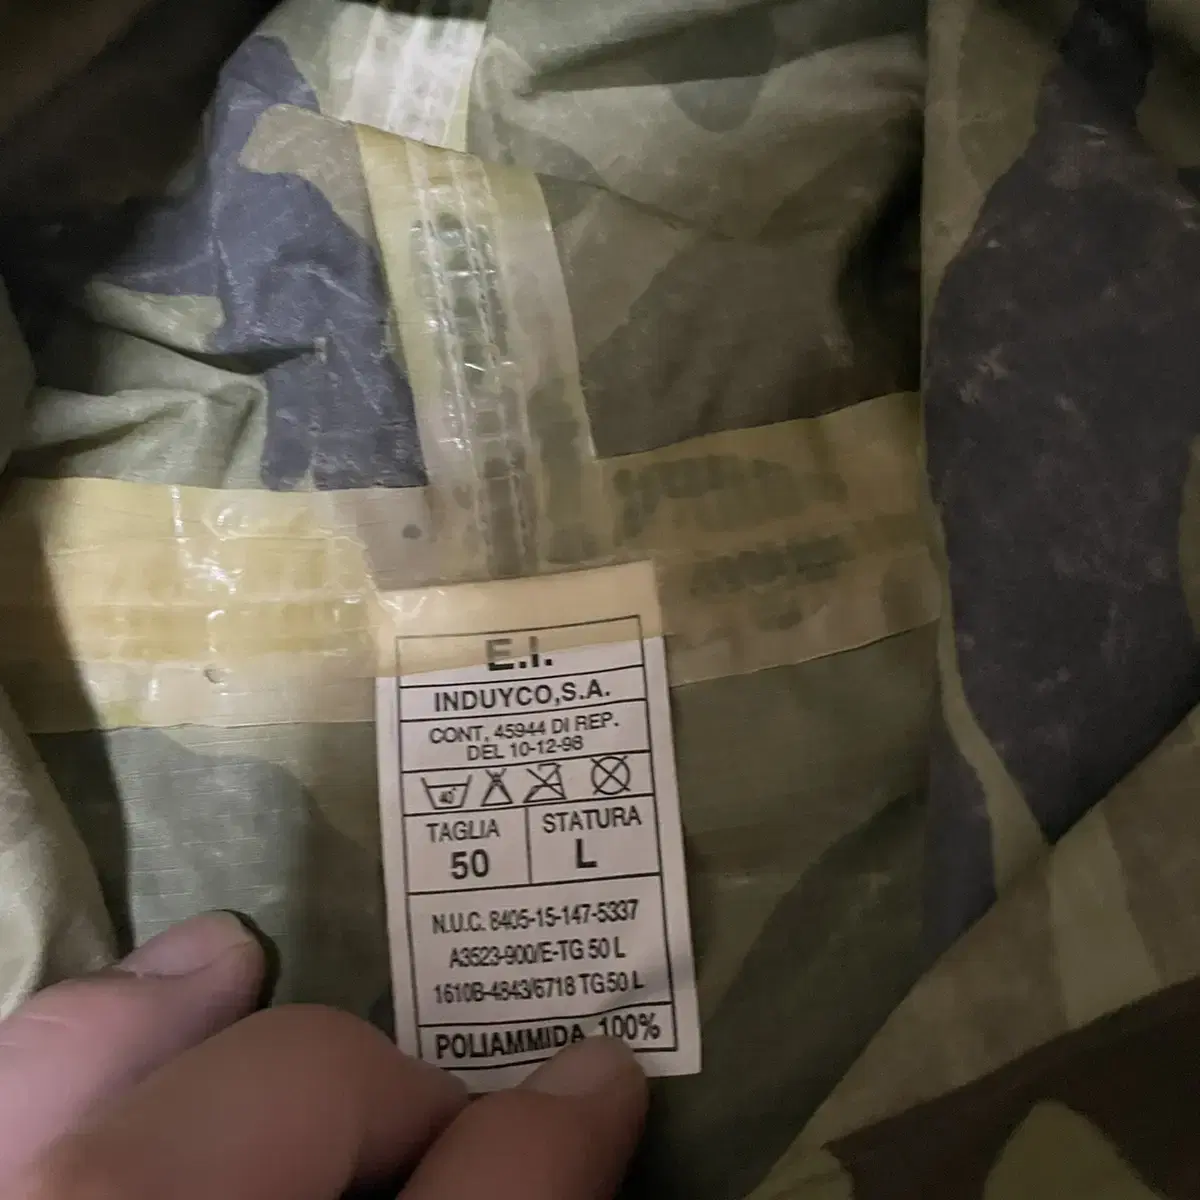 E.I.
INDUYCO,S.A.
CONT. 45944 DI REP.
DEL 10-12-98
40°
TAGLIA
50
STATURA
L
N.U.C. 8405-15-147-5337
A3523-900/E-TG 50 L
1610B-4843/6718 TG 50 L
POLIAMMIDA 100%